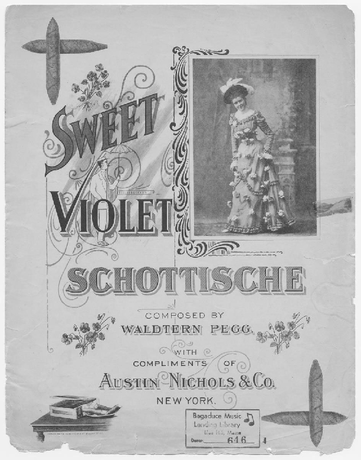 SWEET
VIOLET
SCHOTTISCHE
COMPOSED BY
WALDTERN PEGG.
WITH
COMPLIMENTS OF
AUSTIN NICHOLS & CO.
NEW YORK.
Bagaduce Music
Lending Library
Donor 646